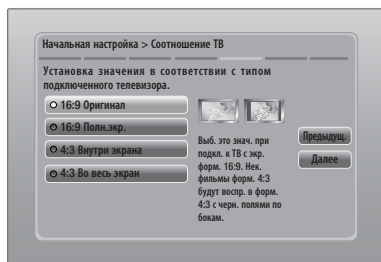 Начальная настройка > Соотношение ТВ
Установка значения в соответствии с типом
подключенного телевизора.
16:9 Оригинал
16:9 Полн.экр.
4:3 Внутри экрана
4:3 Во весь экран
Выб. это знач. при
подкл. к ТВ с экр.
форм. 16:9. Нек.
фильмы форм. 4:3
будут воспр. в форм.
4:3 с черн. полями по
бокам.
Предыдущ.
Далее